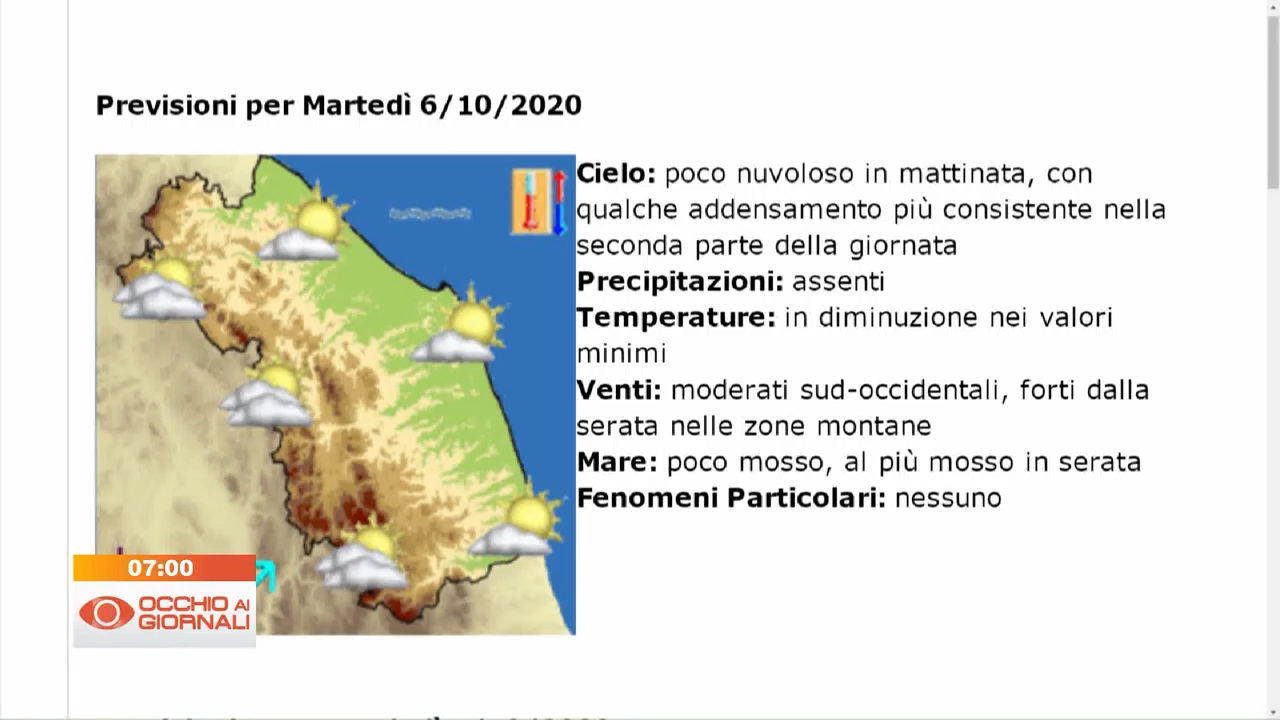 Previsioni per Martedì 6/10/2020
Cielo: poco nuvoloso in mattinata, con
qualche addensamento più consistente nella
seconda parte della giornata
Precipitazioni: assenti
Temperature: in diminuzione nei valori
minimi
Venti: moderati sud-occidentali, forti dalla
serata nelle zone montane
Mare: poco mosso, al più mosso in serata
Fenomeni Particolari: nessuno
07:00
OCCHIO AI
GIORNALI